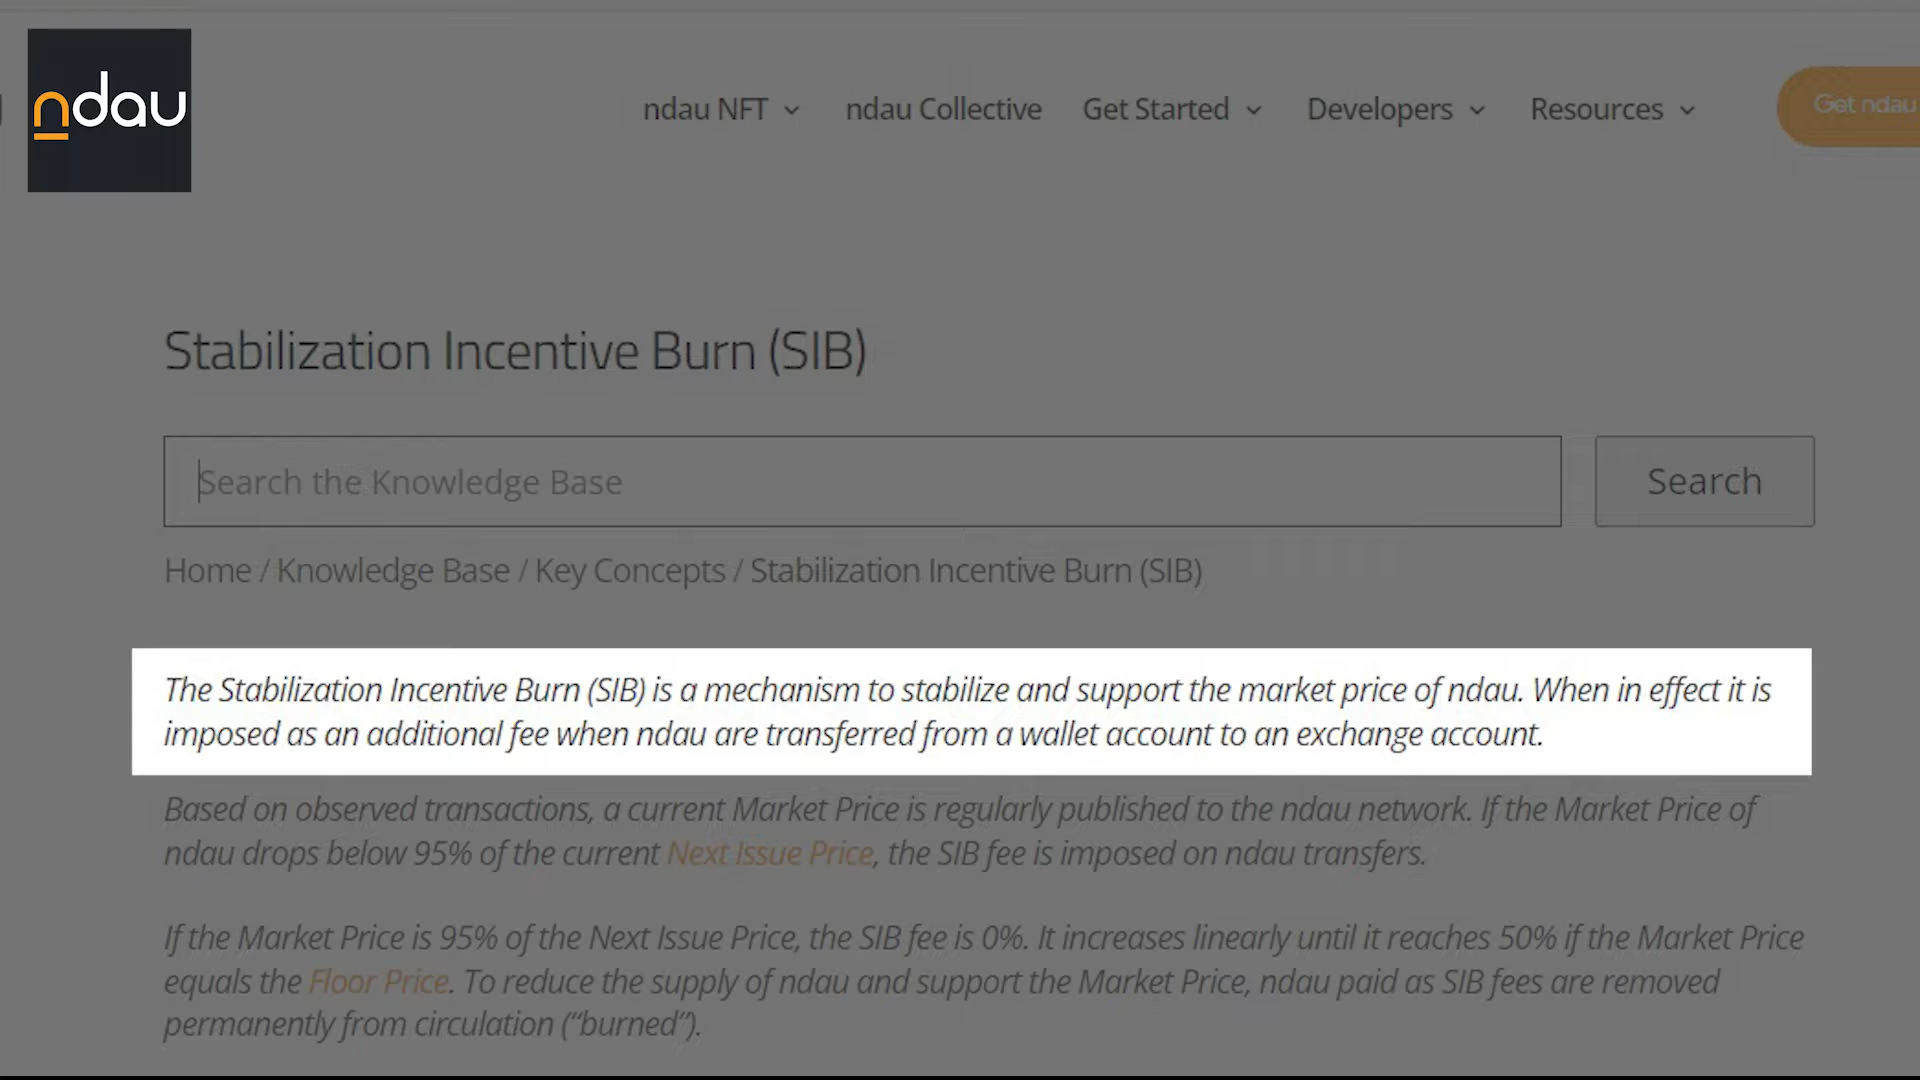 ndau
ndau NFT ndau Collective Get Started Developers Resources Get ndau
Stabilization Incentive Burn (SIB)
Search the Knowledge Base Search
Home / Knowledge Base / Key Concepts / Stabilization Incentive Burn (SIB)
The Stabilization Incentive Burn (SIB) is a mechanism to stabilize and support the market price of ndau. When in effect it is
imposed as an additional fee when ndau are transferred from a wallet account to an exchange account.
Based on observed transactions, a current Market Price is regularly published to the ndau network. If the Market Price of
ndau drops below 95% of the current Next Issue Price, the SIB fee is imposed on ndau transfers.
If the Market Price is 95% of the Next Issue Price, the SIB fee is 0%. It increases linearly until it reaches 50% if the Market Price
equals the Floor Price. To reduce the supply of ndau and support the Market Price, ndau paid as SIB fees are removed
permanently from circulation (“burned”).